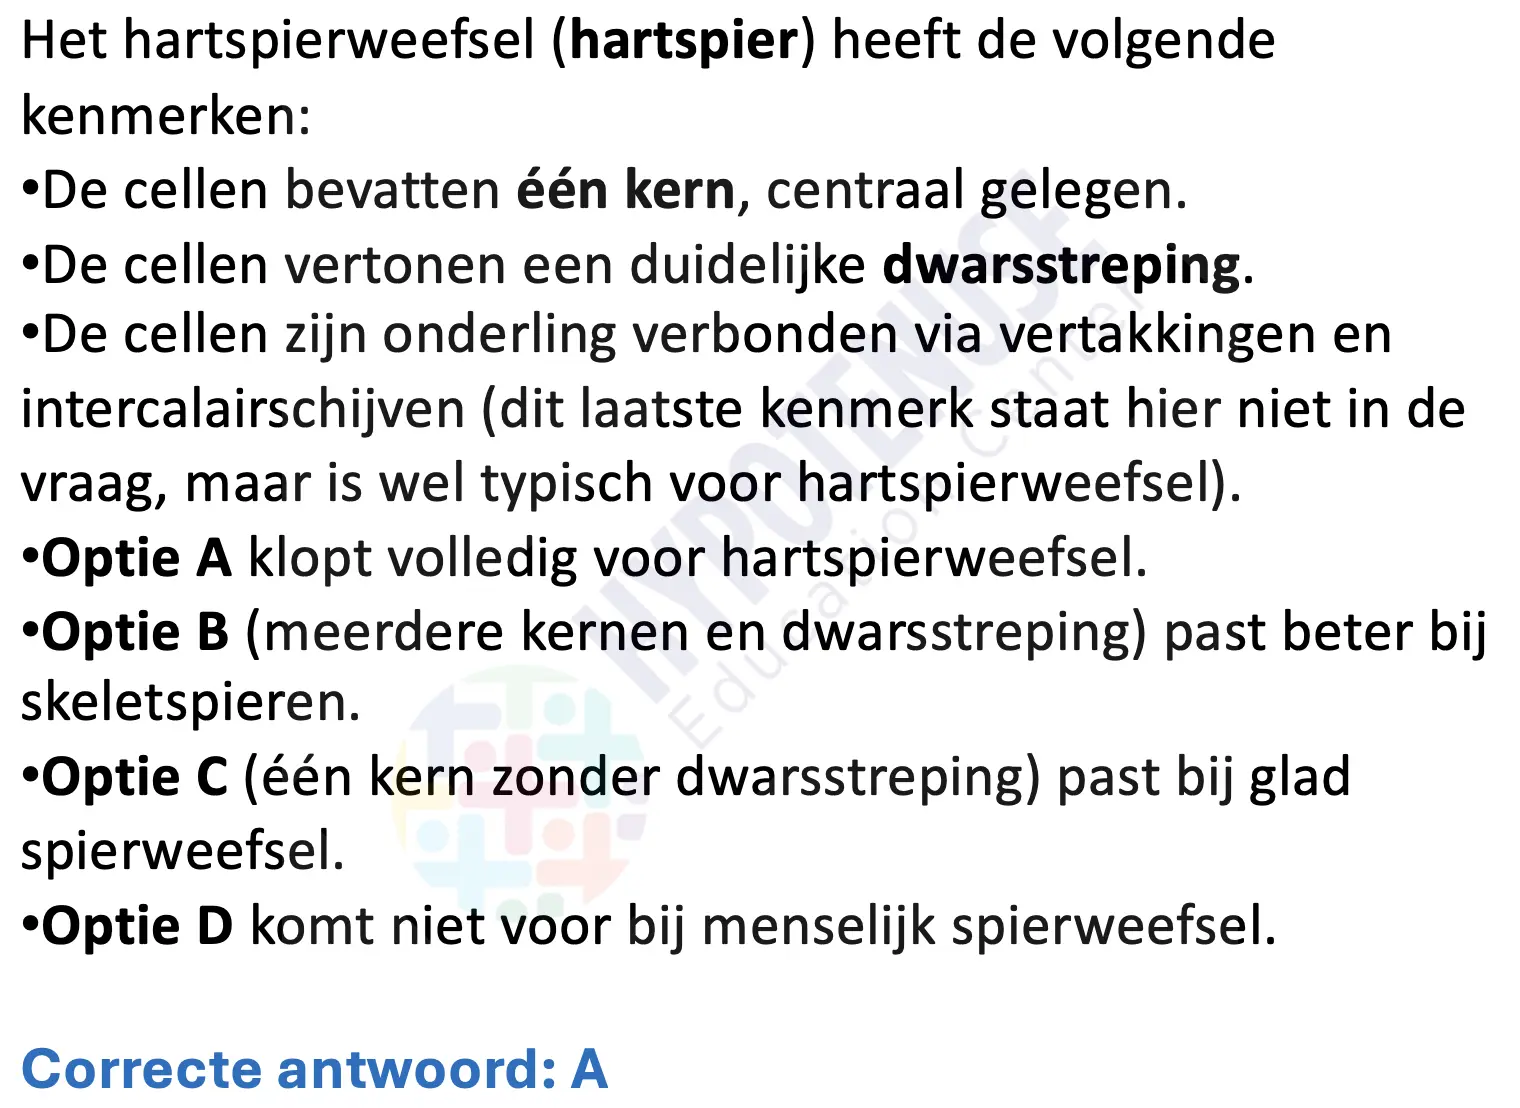 Het hartspierweefsel (hartspier) heeft de volgende
kenmerken:
•De cellen bevatten één kern, centraal gelegen.
•De cellen vertonen een duidelijke dwarsstreping.
•De cellen zijn onderling verbonden via vertakkingen en
intercalairschijven (dit laatste kenmerk staat hier niet in de
vraag, maar is wel typisch voor hartspierweefsel).
•Optie A klopt volledig voor hartspierweefsel.
•Optie B (meerdere kernen en dwarsstreping) past beter bij
skeletspieren.
•Optie C (één kern zonder dwarsstreping) past bij glad
spierweefsel.
•Optie D komt niet voor bij menselijk spierweefsel.
Correcte antwoord: A
HYPOTENUSE
Education Center